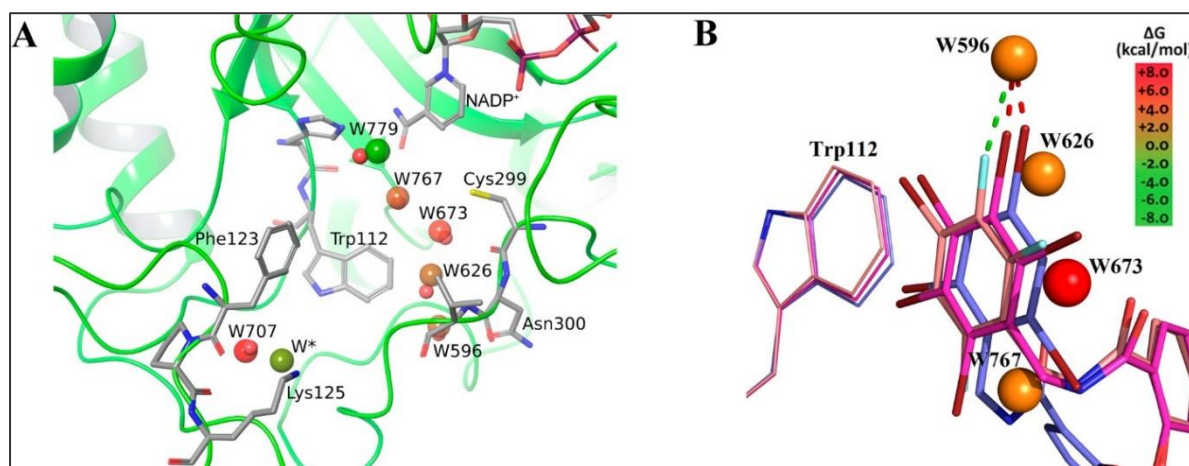 A
NADP⁺
W779
W767
Cys299
W673
Phe123
Trp112
W626
W707
W*
Asn300
W596
Lys125
B
W596
ΔG
(kcal/mol)
+8.0
+6.0
+4.0
+2.0
0.0
-2.0
-4.0
-6.0
-8.0
W626
Trp112
W673
W767